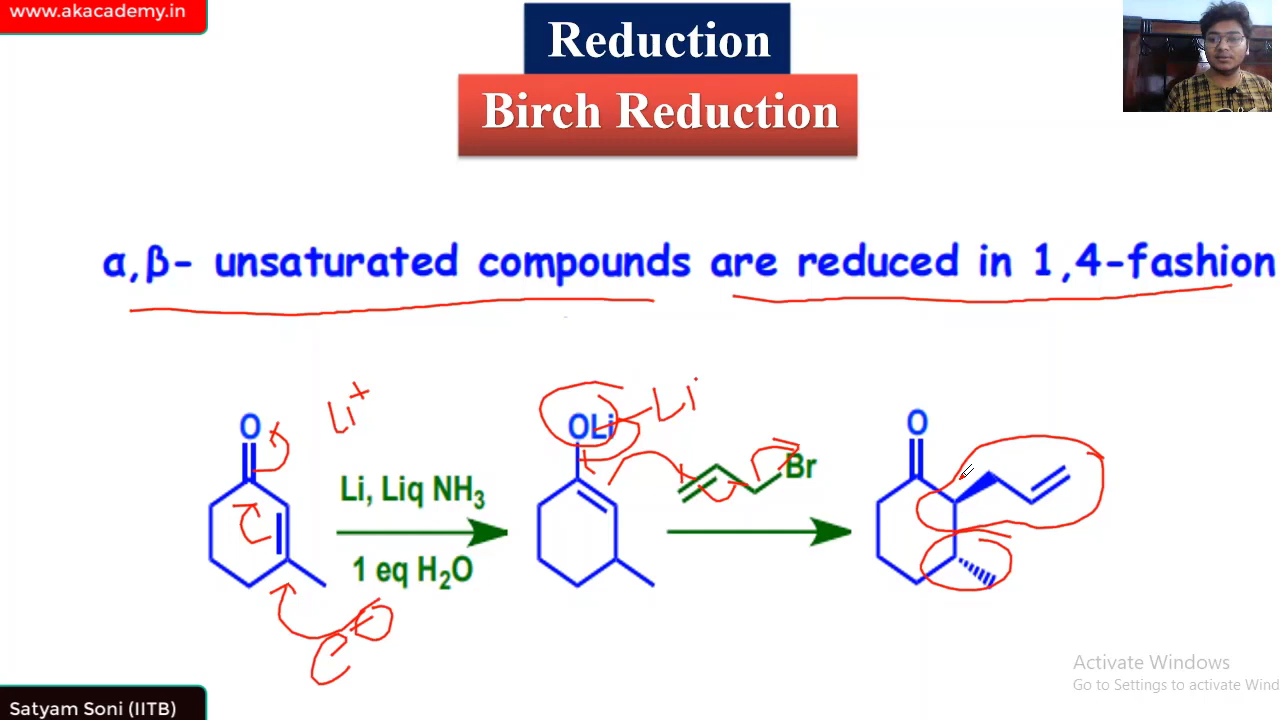 www.akacademy.in
Reduction
Birch Reduction
α,β- unsaturated compounds are reduced in 1,4-fashion
O
Li+
Li, Liq NH3
1 eq H2O
OLi
Li
Br
O
Activate Windows
Go to Settings to activate Wind
Satyam Soni (IITB)